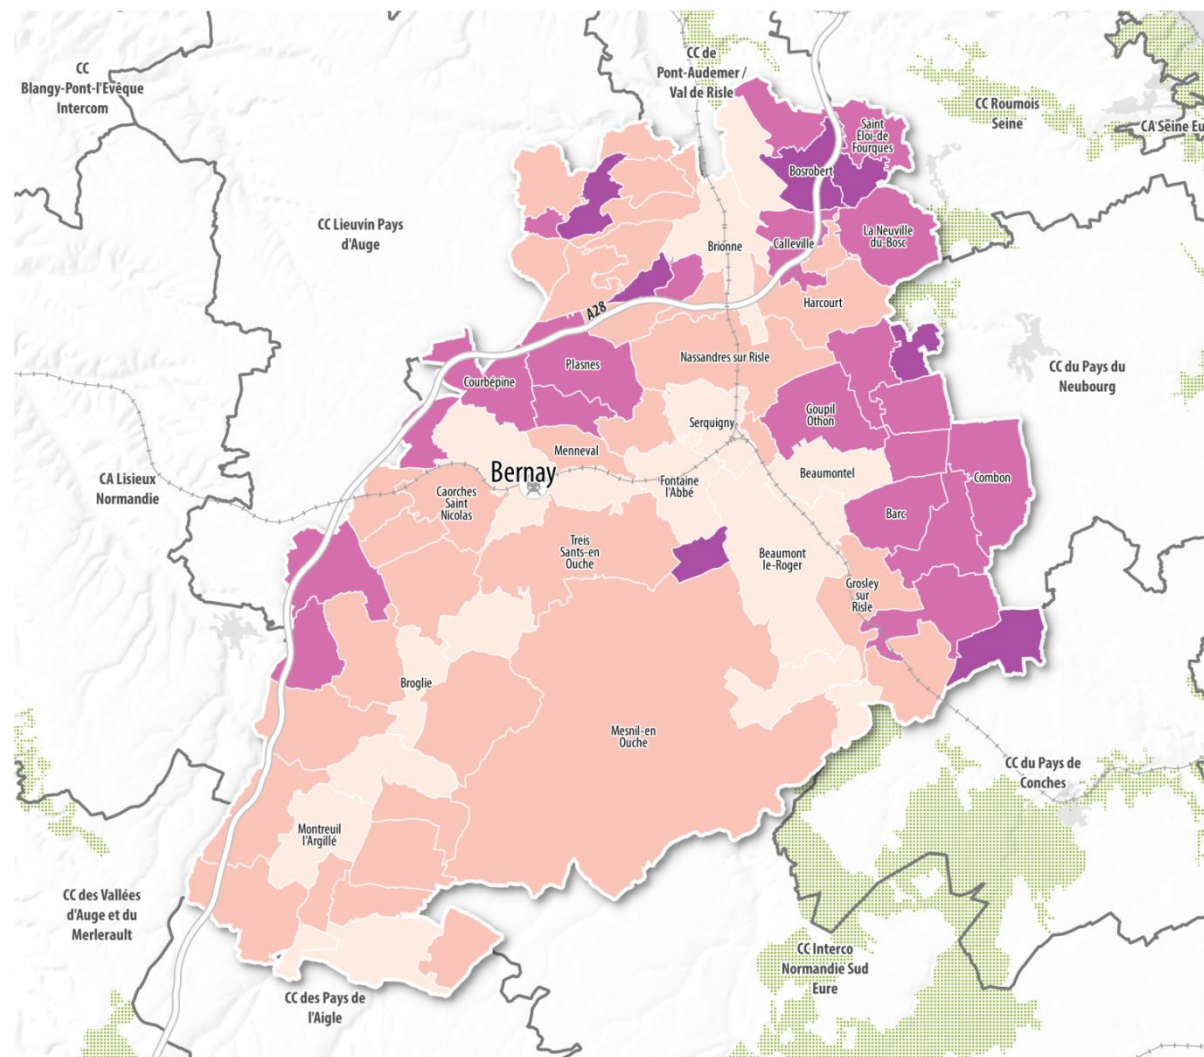 CC
Blangy-Pont-l'Evêque
Intercom
CC de
Pont-Audemer /
Val de Risle
CC Roumois
Seine
CA Seine Eu
Saint
Éloi-de
Fourques
Bosrobert
CC Lieuvin Pays
d'Auge
Brionne
Calleville
La Neuville
du-Bosc
Harcourt
A28
Nassandres sur Risle
CC du Pays du
Neubourg
Plasnes
Courbépine
Goupil
Othon
Serquigny
Menneval
Bernay
Beaumontel
Combon
CA Lisieux
Normandie
Caorches
Saint
Nicolas
Fontaine
l'Abbé
Barc
Treis
Sants-en
Ouche
Beaumont
le-Roger
Grosley
sur
Risle
Broglie
Mesnil-en
Ouche
CC du Pays de
Conches
Montreuil
l'Argillé
CC des Vallées
d'Auge et du
Merlerault
CC Interco
Normandie Sud
Eure
CC des Pays de
l'Aigle